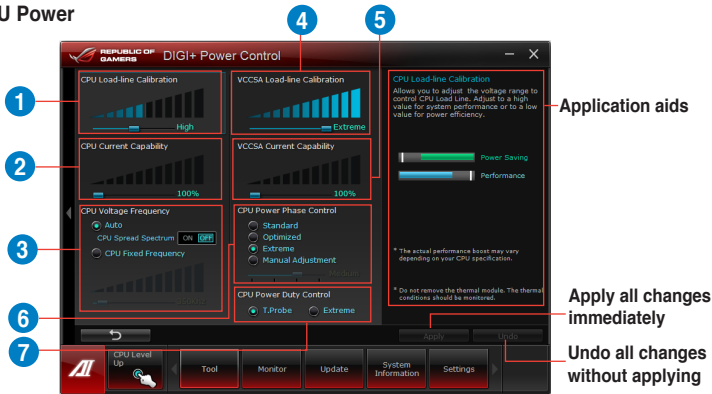 U Power
4
5
REPUBLIC OF
GAMERS
DIGI+ Power Control
1
CPU Load-line Calibration
High
VCCSA Load-line Calibration
Extreme
2
CPU Current Capability
100%
VCCSA Current Capability
100%
3
CPU Voltage Frequency
Auto
CPU Spread Spectrum ON OFF
CPU Fixed Frequency
CPU Power Phase Control
Standard
Optimized
Extreme
Manual Adjustment
Medium
6
CPU Power Duty Control
T.Probe Extreme
7
CPU Load-line Calibration
Allows you to adjust the voltage range to
control CPU Load Line. Adjust to a high
value for system performance or to a low
value for power efficiency.
Power Saving
Performance
* The actual performance boost may vary
depending on your CPU specification.
* Do not remove the thermal module. The thermal
conditions should be monitored.
Application aids
Apply Undo
Apply all changes
immediately
Undo all changes
without applying
CPU Level
Up
Tool
Monitor
Update
System
Information
Settings